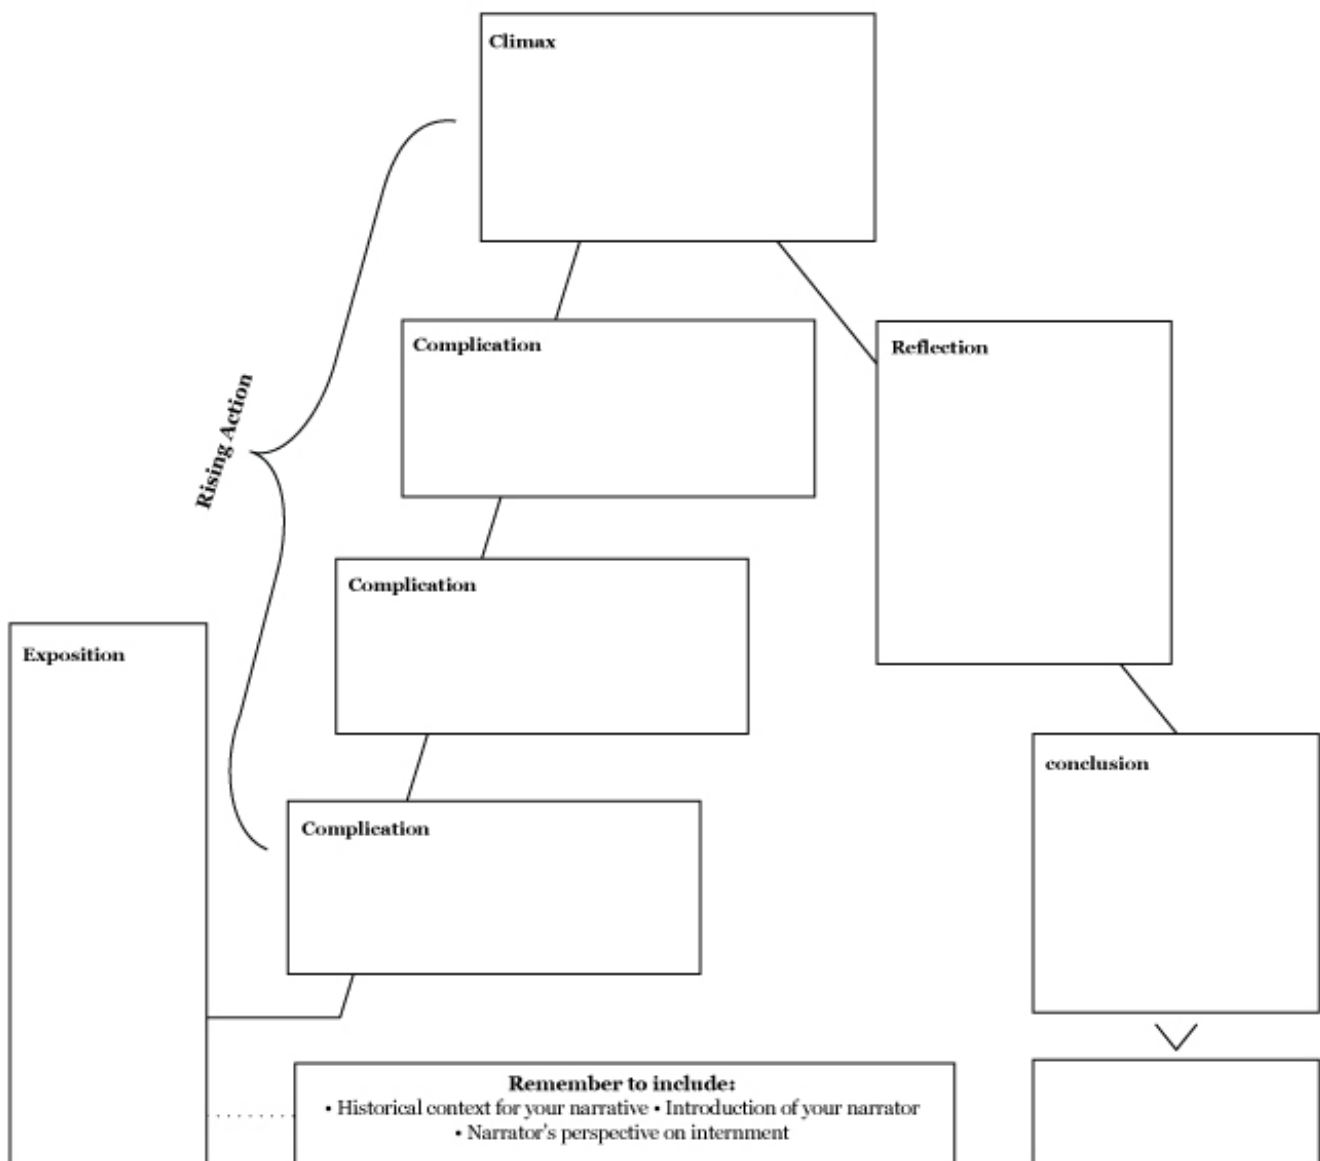 Climax
Complication
Reflection
Rising Action
Complication
Exposition
conclusion
Complication
Remember to include:
• Historical context for your narrative • Introduction of your narrator
• Narrator's perspective on internment